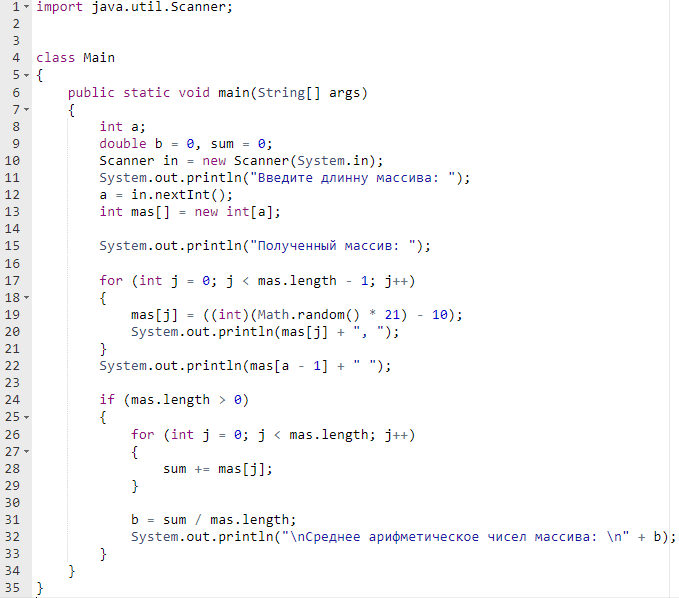 1 import java.util.Scanner;
2
3
4 class Main
5 {
6     public static void main(String[] args)
7     {
8         int a;
9         double b = 0, sum = 0;
10         Scanner in = new Scanner(System.in);
11         System.out.println("Введите длинну массива: ");
12         a = in.nextInt();
13         int mas[] = new int[a];
14
15         System.out.println("Полученный массив: ");
16
17         for (int j = 0; j < mas.length - 1; j++)
18         {
19             mas[j] = ((int)(Math.random() * 21) - 10);
20             System.out.println(mas[j] + ", ");
21         }
22         System.out.println(mas[a - 1] + " ");
23
24         if (mas.length > 0)
25         {
26             for (int j = 0; j < mas.length; j++)
27             {
28                 sum += mas[j];
29             }
30
31             b = sum / mas.length;
32             System.out.println("\nСреднее арифметическое чисел массива: \n" + b);
33         }
34     }
35 }